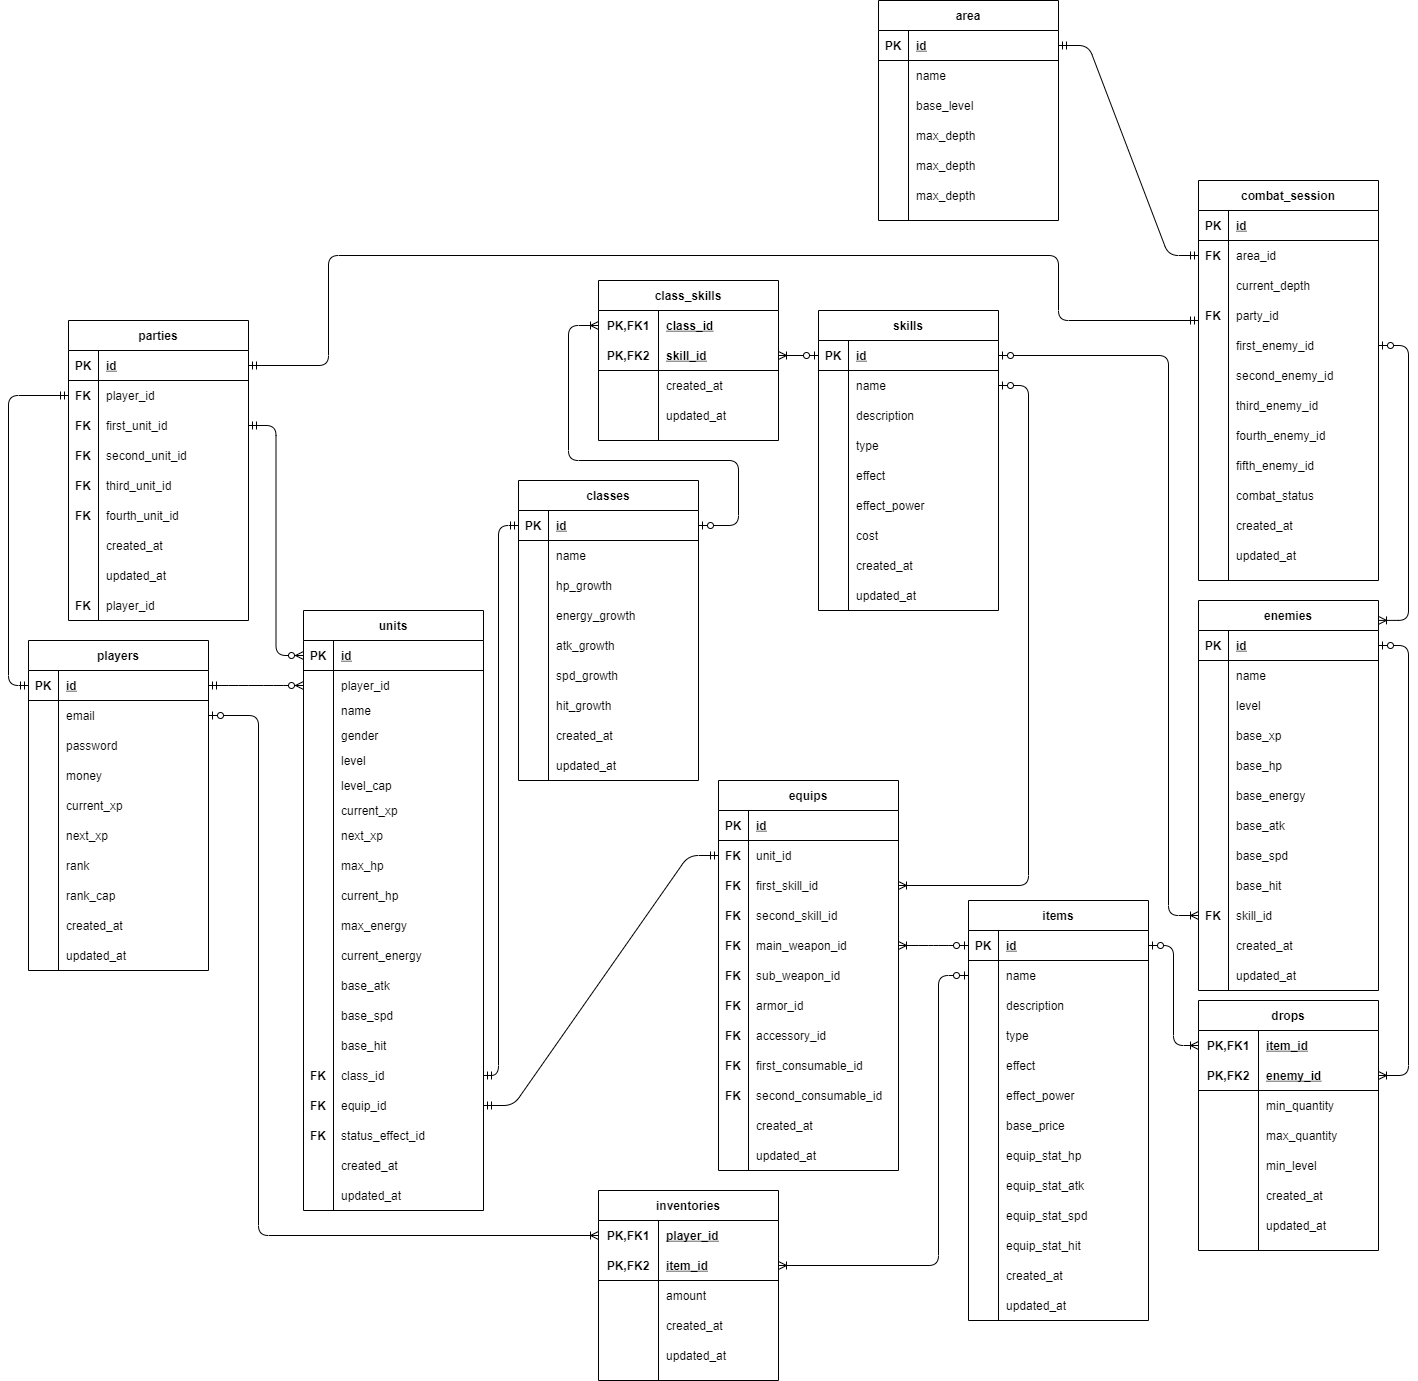 area
PK id
name
base_level
max_depth
max_depth
max_depth
combat_session
PK id
FK area_id
current_depth
FK party_id
first_enemy_id
second_enemy_id
third_enemy_id
fourth_enemy_id
fifth_enemy_id
combat_status
created_at
updated_at
class_skills
PK,FK1 class_id
PK,FK2 skill_id
created_at
updated_at
skills
PK id
name
description
type
effect
effect_power
cost
created_at
updated_at
parties
PK id
FK player_id
FK first_unit_id
FK second_unit_id
FK third_unit_id
FK fourth_unit_id
created_at
updated_at
FK player_id
classes
PK id
name
hp_growth
energy_growth
atk_growth
spd_growth
hit_growth
created_at
updated_at
enemies
PK id
name
level
base_xp
base_hp
base_energy
base_atk
base_spd
base_hit
FK skill_id
created_at
updated_at
units
PK id
player_id
name
gender
level
level_cap
current_xp
next_xp
max_hp
current_hp
max_energy
current_energy
base_atk
base_spd
base_hit
FK class_id
FK equip_id
FK status_effect_id
created_at
updated_at
players
PK id
email
password
money
current_xp
next_xp
rank
rank_cap
created_at
updated_at
equips
PK id
FK unit_id
FK first_skill_id
FK second_skill_id
FK main_weapon_id
FK sub_weapon_id
FK armor_id
FK accessory_id
FK first_consumable_id
FK second_consumable_id
created_at
updated_at
items
PK id
name
description
type
effect
effect_power
base_price
equip_stat_hp
equip_stat_atk
equip_stat_spd
equip_stat_hit
created_at
updated_at
drops
PK,FK1 item_id
PK,FK2 enemy_id
min_quantity
max_quantity
min_level
created_at
updated_at
inventories
PK,FK1 player_id
PK,FK2 item_id
amount
created_at
updated_at